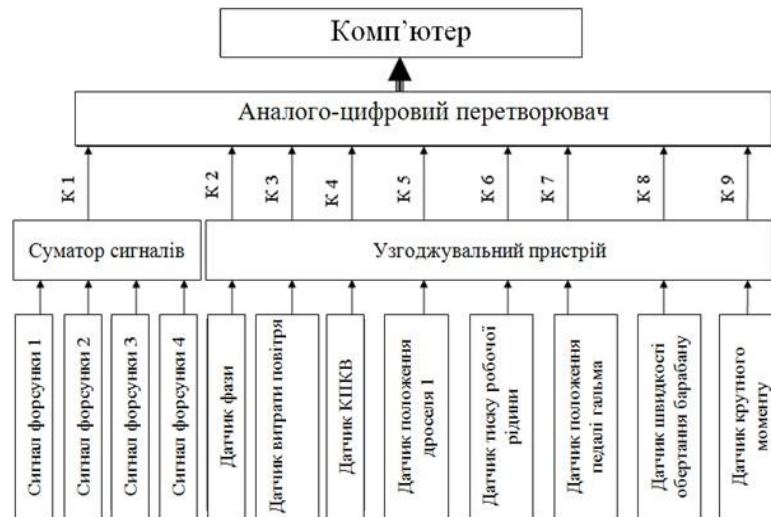 Комп’ютер
Аналого-цифровий перетворювач
К 1
К 2
К 3
К 4
К 5
К 6
К 7
К 8
К 9
Суматор сигналів
Узгоджувальний пристрій
Сигнал форсунки 1
Сигнал форсунки 2
Сигнал форсунки 3
Сигнал форсунки 4
Датчик фази
Датчик витрати повітря
Датчик КПКВ
Датчик положення
дроселя 1
Датчик тиску робочої
рідини
Датчик положення
педалі гальма
Датчик швидкості
обертання барабану
Датчик крутного
моменту